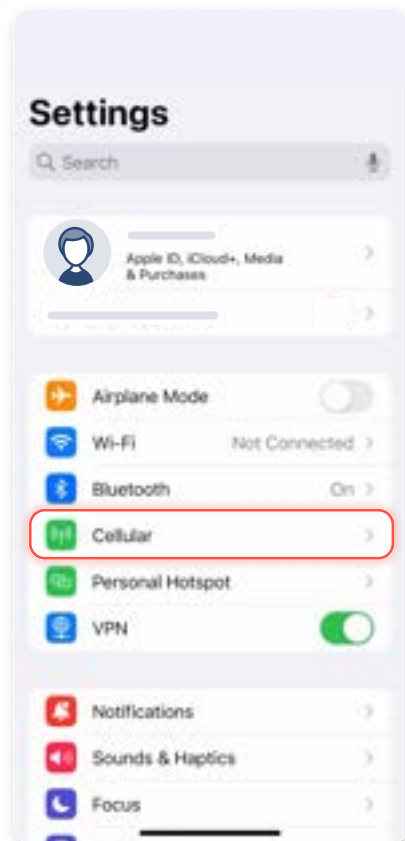 Settings
Search
Apple ID, iCloud+, Media
& Purchases
Airplane Mode
Wi-Fi Not Connected
Bluetooth On
Cellular
Personal Hotspot
VPN
Notifications
Sounds & Haptics
Focus